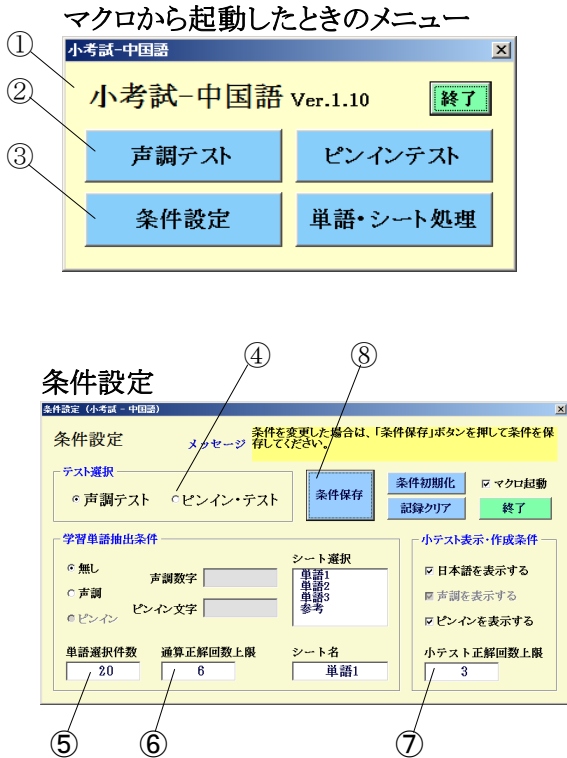 マクロから起動したときのメニュー
①
小考試-中国語
小考試-中国語 Ver.1.10
終了
②
声調テスト
ピンインテスト
③
条件設定
単語・シート処理
④
⑧
条件設定
条件設定 (小考試 - 中国語)
条件設定
メッセージ
条件を変更した場合は、「条件保存」ボタンを押して条件を保
存してください。
テスト選択
声調テスト
ピンイン・テスト
条件保存
条件初期化
マクロ起動
記録クリア
終了
学習単語抽出条件
無し
声調
ピンイン
声調数字
ピンイン文字
シート選択
単語1
単語2
単語3
参考
小テスト表示・作成条件
日本語を表示する
声調を表示する
ピンインを表示する
単語選択件数
通算正解回数上限
シート名
小テスト正解回数上限
20
6
単語1
3
⑤
⑥
⑦